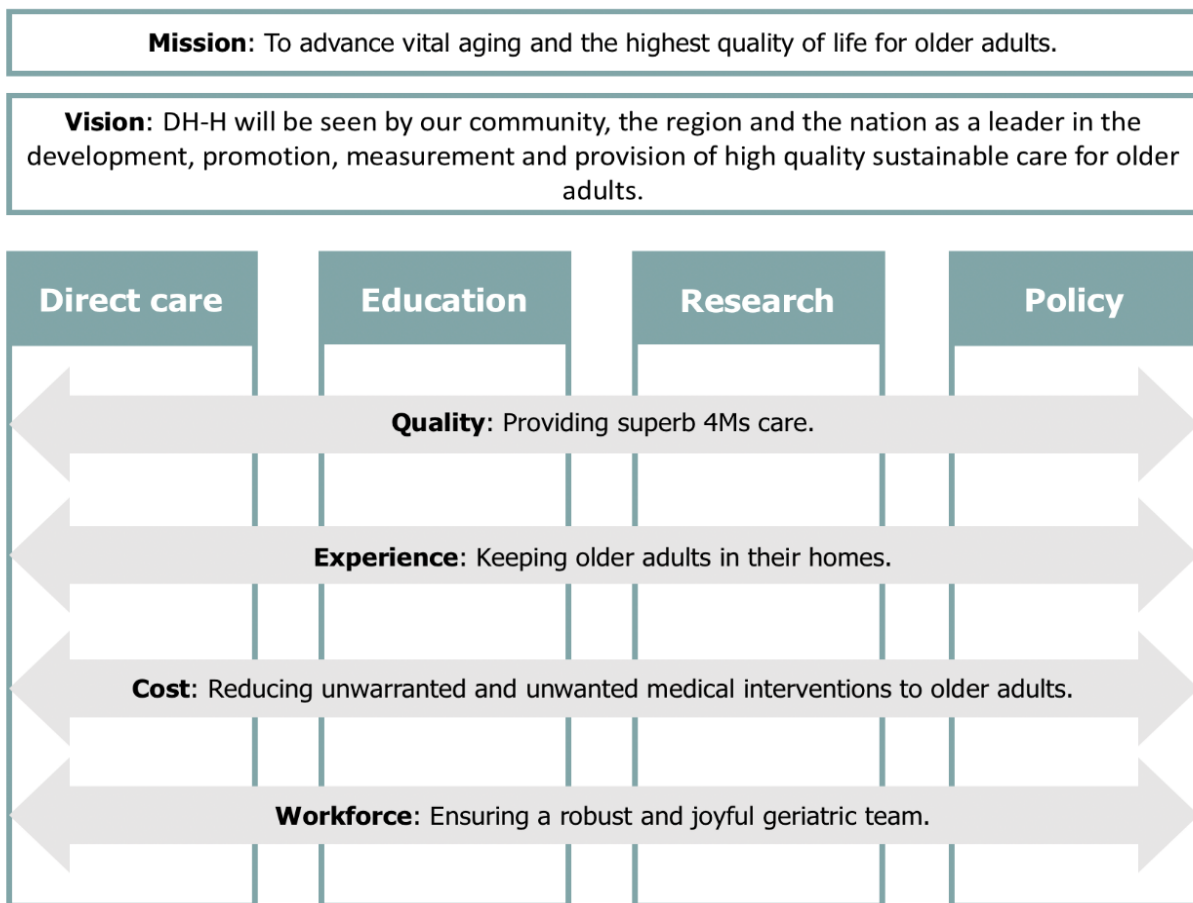 Mission: To advance vital aging and the highest quality of life for older adults.
Vision: DH-H will be seen by our community, the region and the nation as a leader in the
development, promotion, measurement and provision of high quality sustainable care for older
adults.
Direct care
Education
Research
Policy
Quality: Providing superb 4Ms care.
Experience: Keeping older adults in their homes.
Cost: Reducing unwarranted and unwanted medical interventions to older adults.
Workforce: Ensuring a robust and joyful geriatric team.